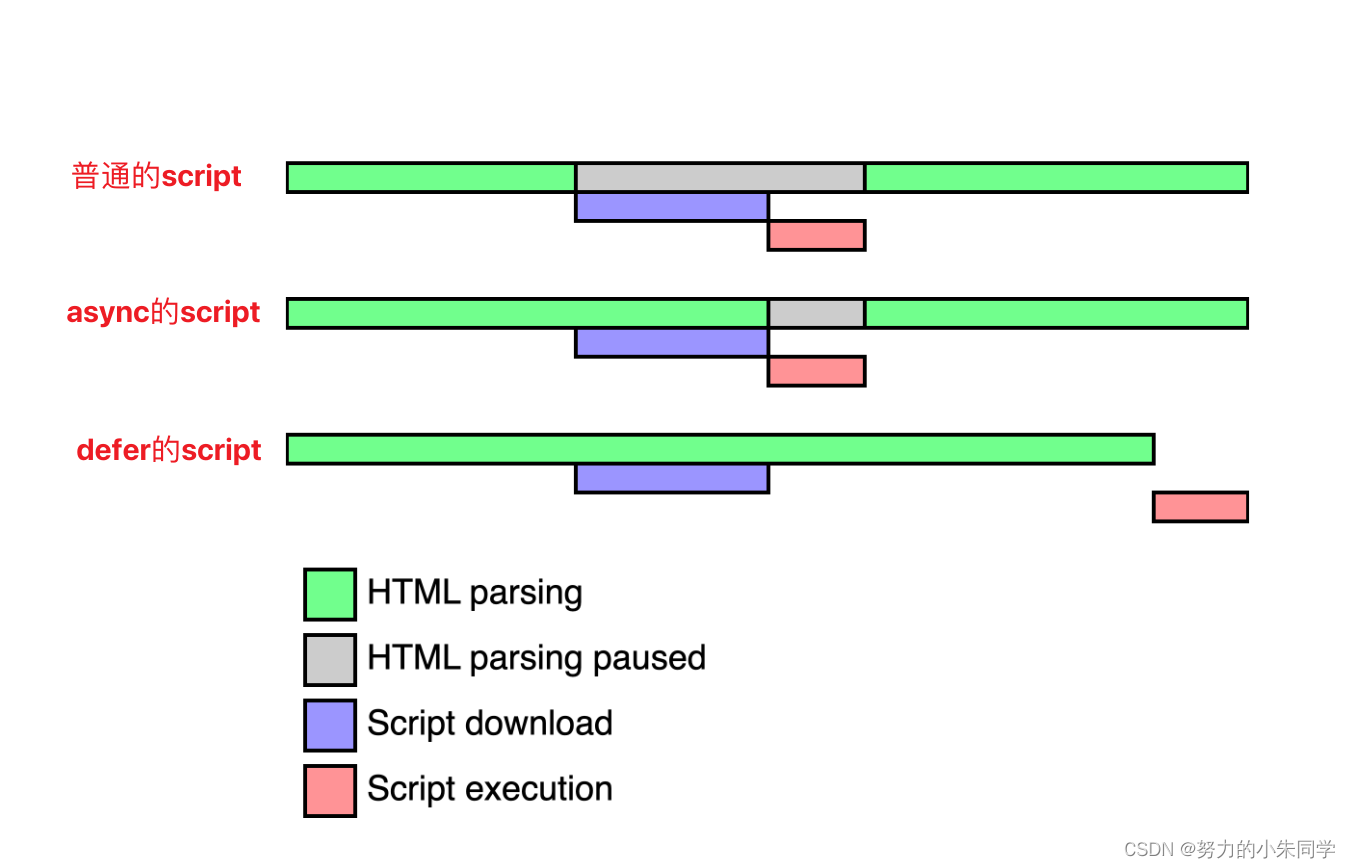 普通的script
async的script
defer的script
HTML parsing
HTML parsing paused
Script download
Script execution
CSDN @努力的小朱同学